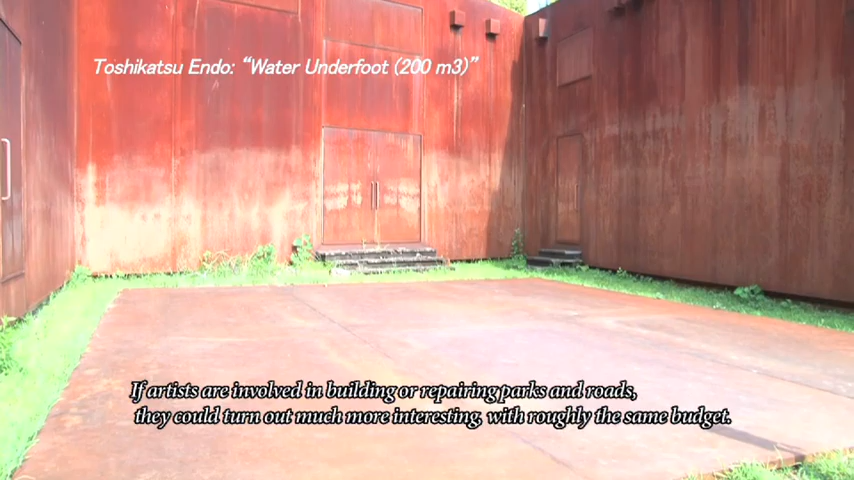 Toshikatsu Endo: “Water Underfoot (200 m3)”
If artists are involved in building or repairing parks and roads,
they could turn out much more interesting, with roughly the same budget.